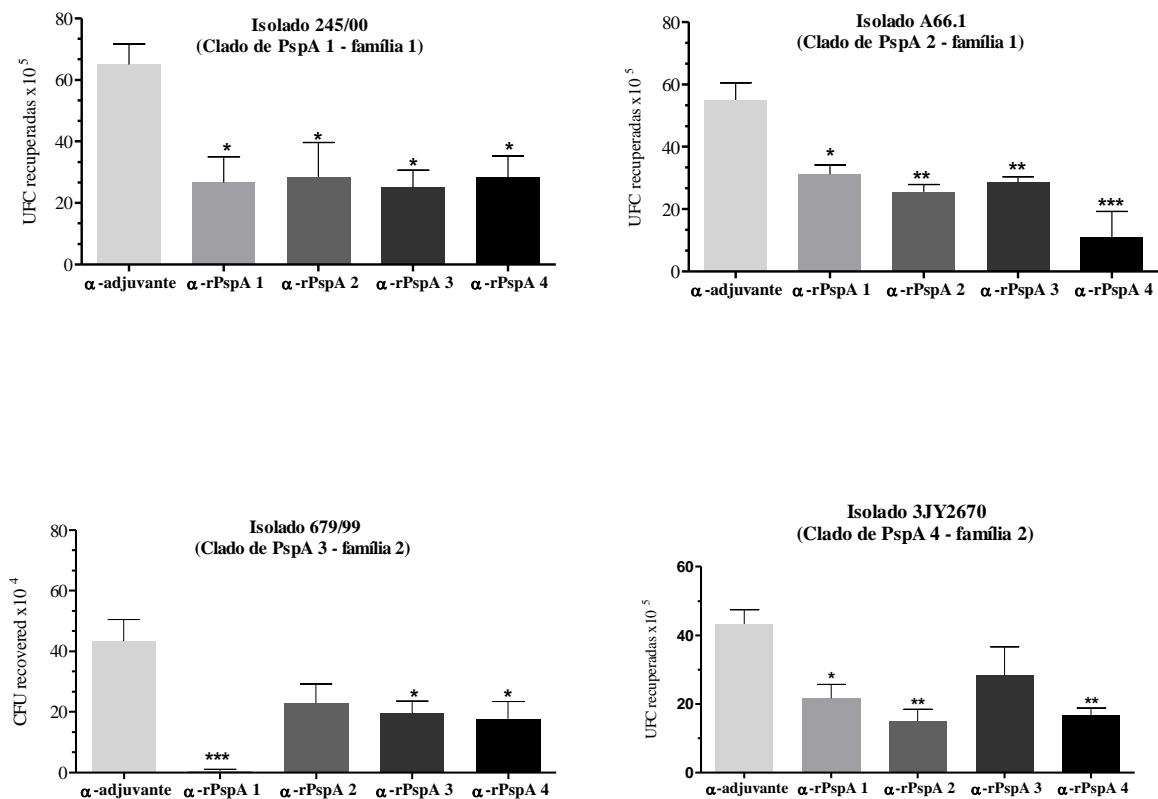 Isolado 245/00
(Clado de PspA 1 - família 1)
UFC recuperadas x10 5
80
60
40
20
0
* * * *
α-adjuvante α-rPspA 1 α-rPspA 2 α-rPspA 3 α-rPspA 4
Isolado A66.1
(Clado de PspA 2 - família 1)
UFC recuperadas x10 5
80
60
40
20
0
* ** ** ***
α-adjuvante α-rPspA 1 α-rPspA 2 α-rPspA 3 α-rPspA 4
Isolado 679/99
(Clado de PspA 3 - família 2)
CFU recovered x10 4
80
60
40
20
0
*** * *
α-adjuvante α-rPspA 1 α-rPspA 2 α-rPspA 3 α-rPspA 4
Isolado 3JY2670
(Clado de PspA 4 - família 2)
UFC recuperadas x10 5
60
40
20
0
* ** **
α-adjuvante α-rPspA 1 α-rPspA 2 α-rPspA 3 α-rPspA 4